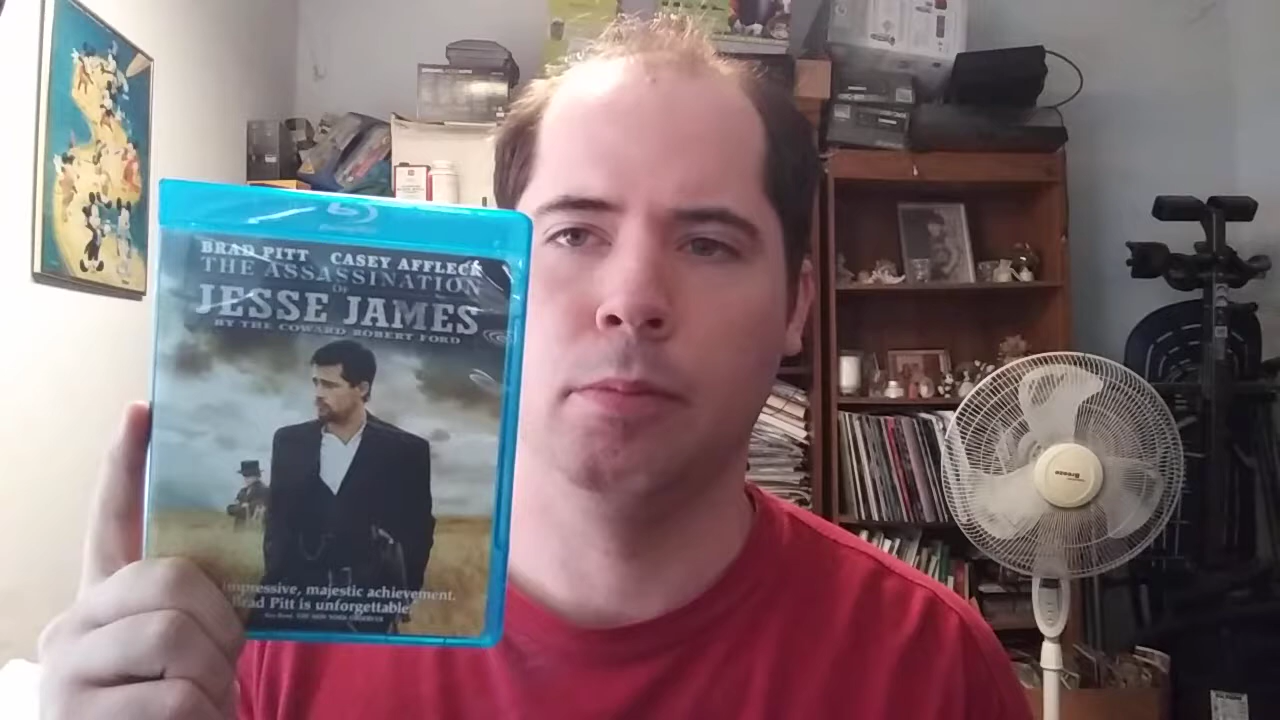 BRAD PITT CASEY AFFLECK
THE ASSASSINATION
OF
JESSE JAMES
BY THE COWARD ROBERT FORD
Impressive, majestic achievement.
Brad Pitt is unforgettable.
Breeze